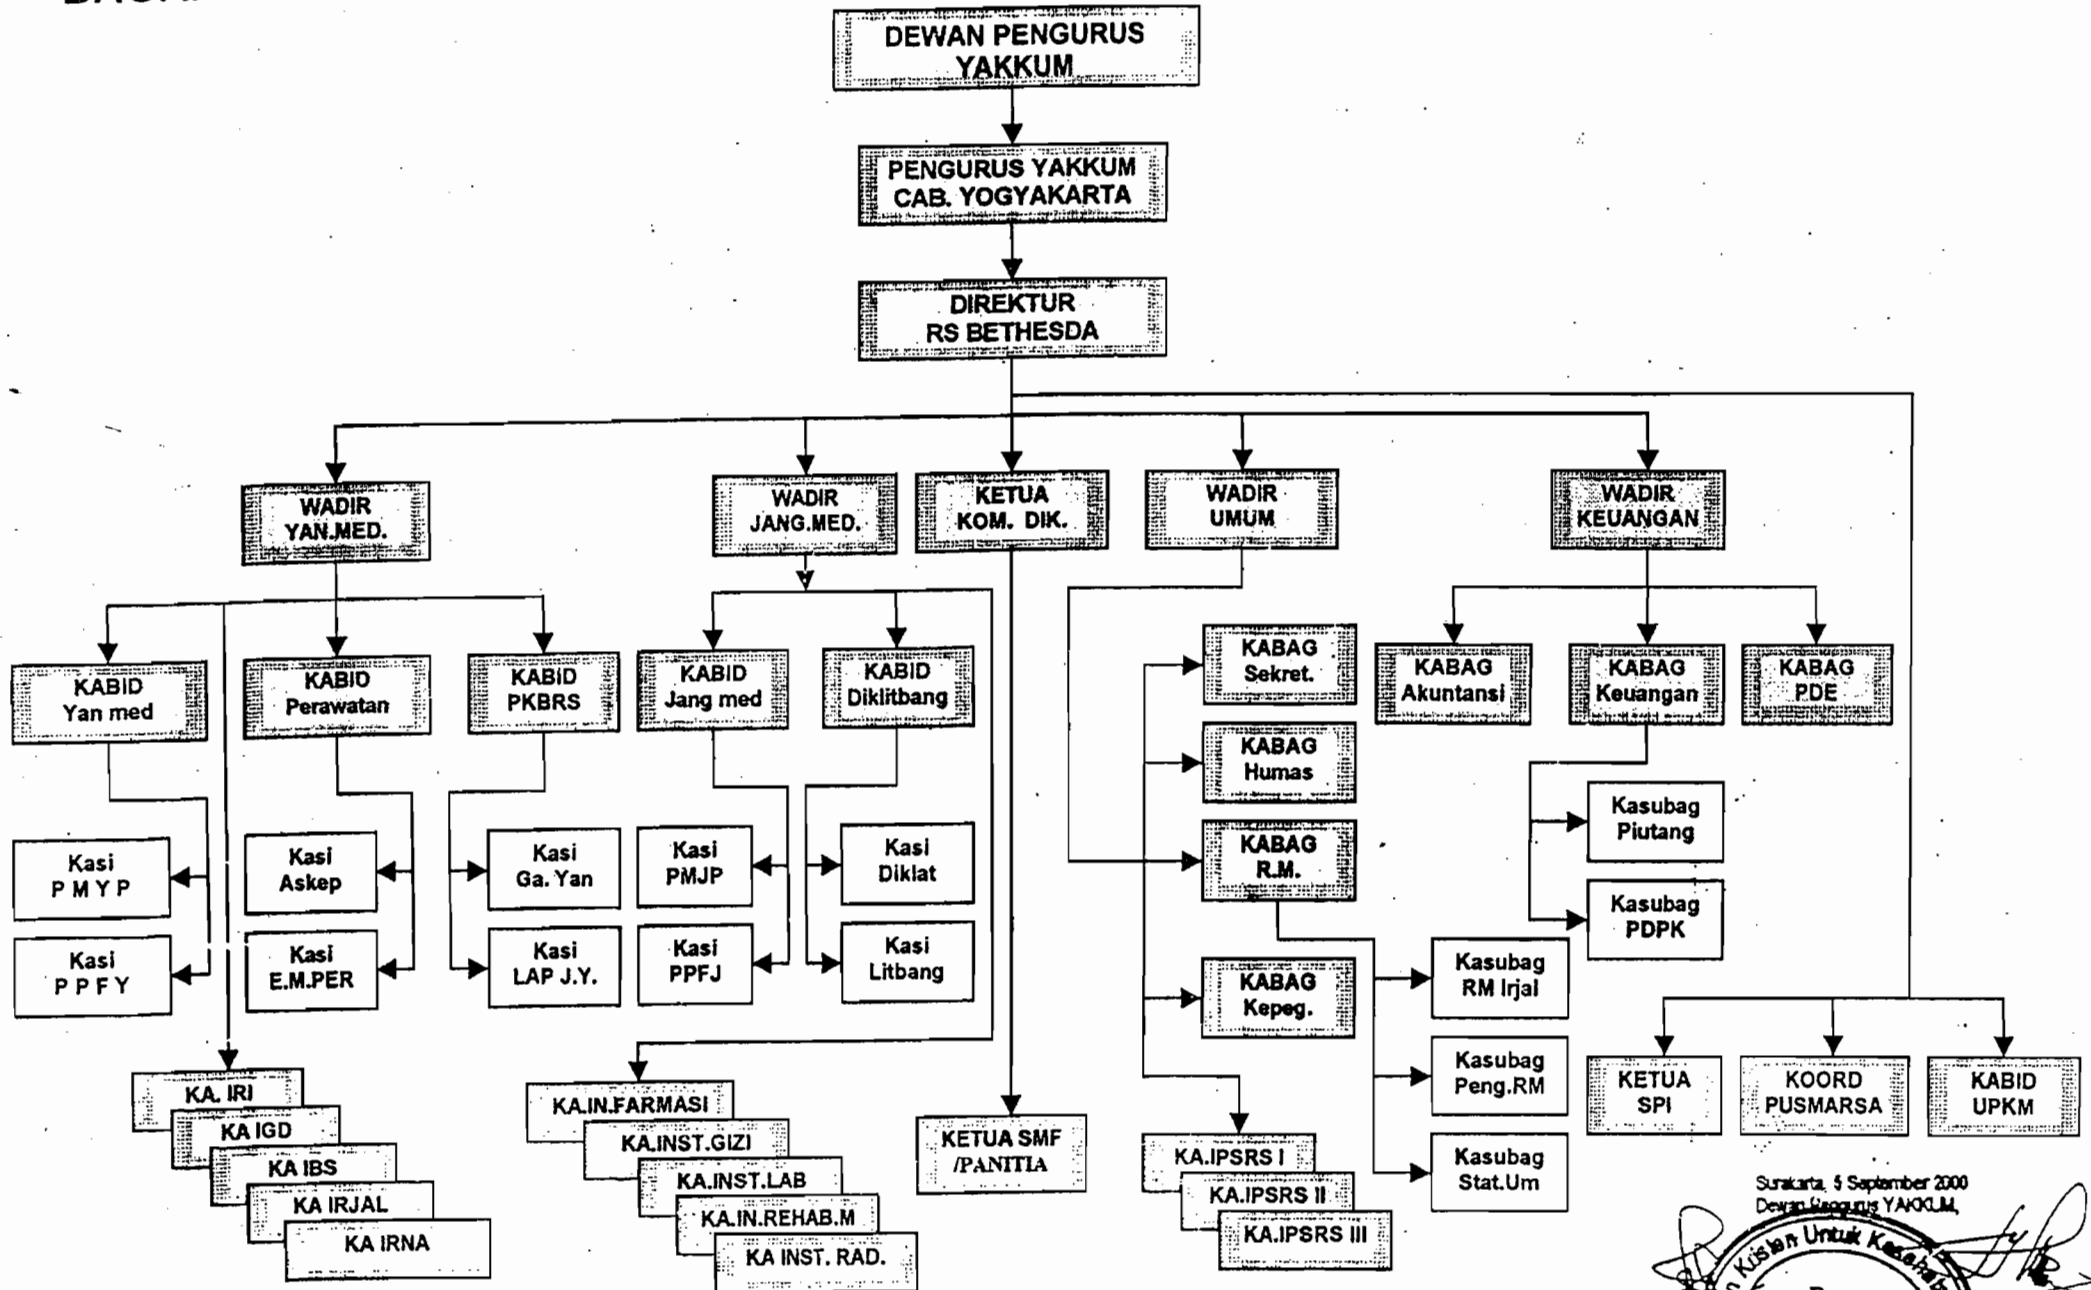 DEWAN PENGURUS
YAKKUM
PENGURUS YAKKUM
CAB. YOGYAKARTA
DIREKTUR
RS BETHESDA
WADIR
YAN.MED.
WADIR
JANG.MED.
KETUA
KOM. DIK.
WADIR
UMUM
WADIR
KEUANGAN
KABID
Yan med
KABID
Perawatan
KABID
PKBRS
KABID
Jang med
KABID
Diklitbang
KABAG
Sekret.
KABAG
Akuntansi
KABAG
Keuangan
KABAG
PDE
KABAG
Humas
KABAG
R.M.
KABAG
Kepeg.
Kasubag
Piutang
Kasubag
PDPK
Kasi
P M Y P
Kasi
Askep
Kasi
Ga. Yan
Kasi
PMJP
Kasi
Diklat
Kasi
P P F Y
Kasi
E.M.PER
Kasi
LAP J.Y.
Kasi
PPFJ
Kasi
Litbang
Kasubag
RM Irjal
Kasubag
Peng.RM
Kasubag
Stat.Um
KA. IRI
KA IGD
KA IBS
KA IRJAL
KA IRNA
KA.IN.FARMASI
KA.INST.GIZI
KA.INST.LAB
KA.IN.REHAB.M
KA INST. RAD.
KETUA SMF
/PANITIA
KA.IPSRS I
KA.IPSRS II
KA.IPSRS III
KETUA
SPI
KOORD
PUSMARSA
KABID
UPKM
Surakarta, 5 September 2000
Dewan Pengurus YAKKUM,
Kristen Untuk